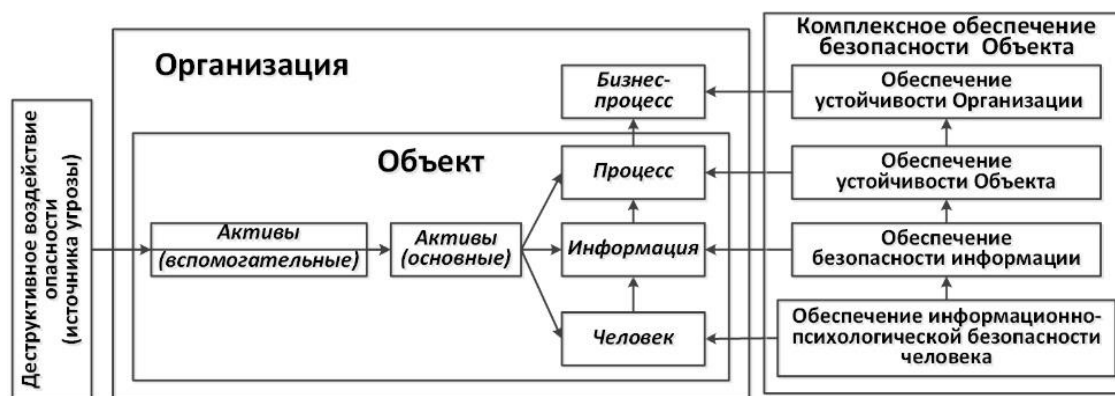 Деструктивное воздействие
опасности
(источника угрозы)
Организация
Объект
Активы
(вспомогательные)
Активы
(основные)
Бизнес-
процесс
Процесс
Информация
Человек
Комплексное обеспечение
безопасности Объекта
Обеспечение
устойчивости Организации
Обеспечение
устойчивости Объекта
Обеспечение
безопасности информации
Обеспечение информационно-
психологической безопасности
человека